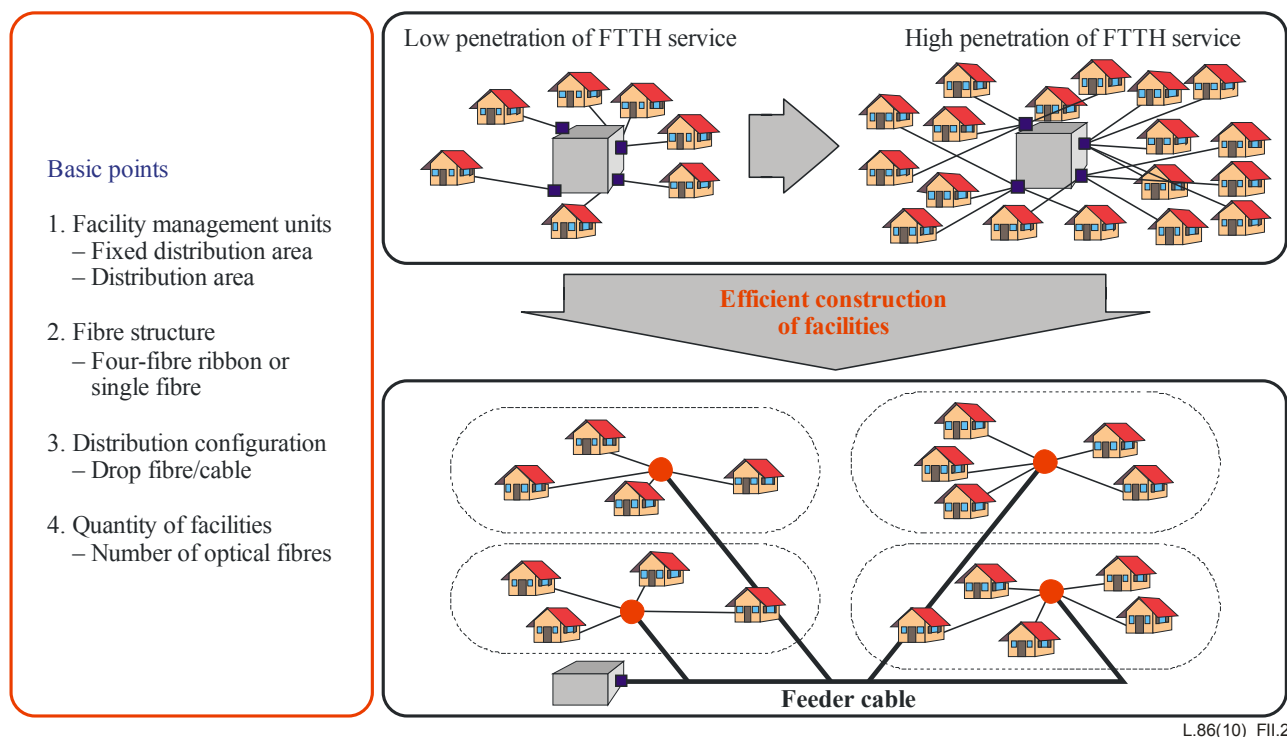 Basic points
1. Facility management units
– Fixed distribution area
– Distribution area
2. Fibre structure
– Four-fibre ribbon or
single fibre
3. Distribution configuration
– Drop fibre/cable
4. Quantity of facilities
– Number of optical fibres
Low penetration of FTTH service
High penetration of FTTH service
Efficient construction
of facilities
Feeder cable
L.86(10)_FII.2